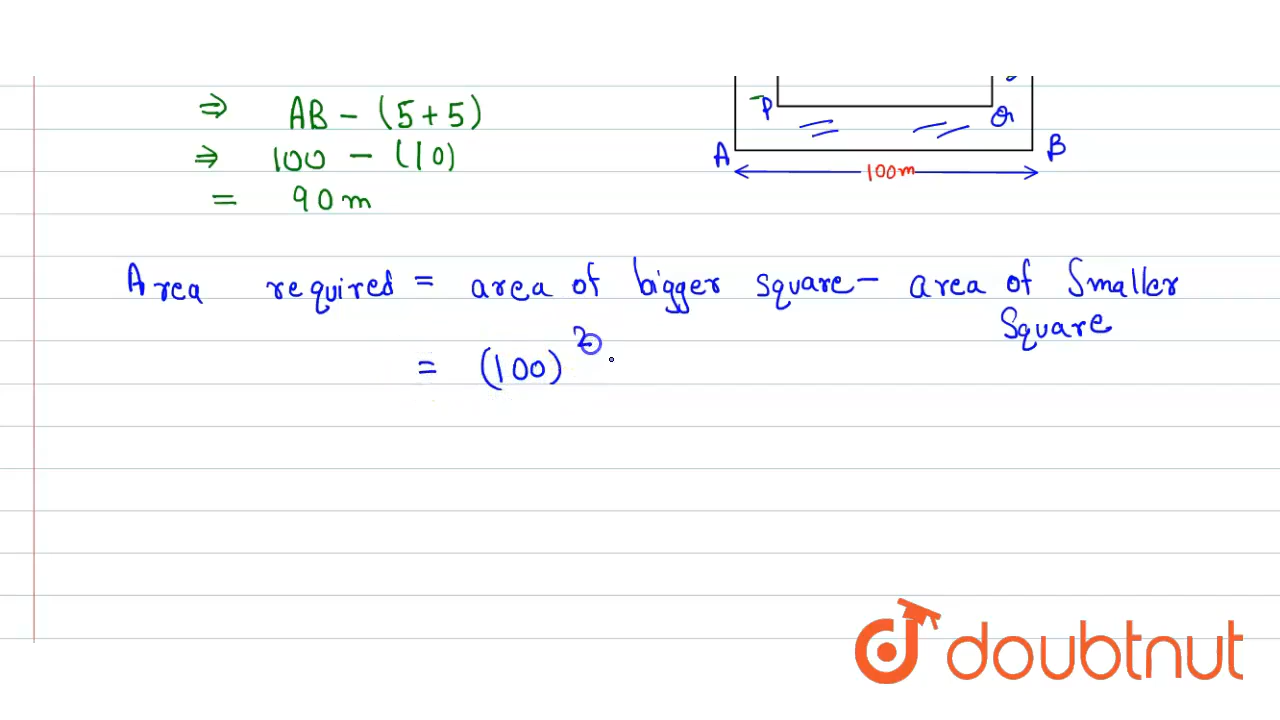 ⇒ AB - (5+5)
⇒ 100 - (10)
= 90 m
P
Q
A
B
100m
Area required = area of bigger square - area of Smaller
Square
= (100)²
doubtnut